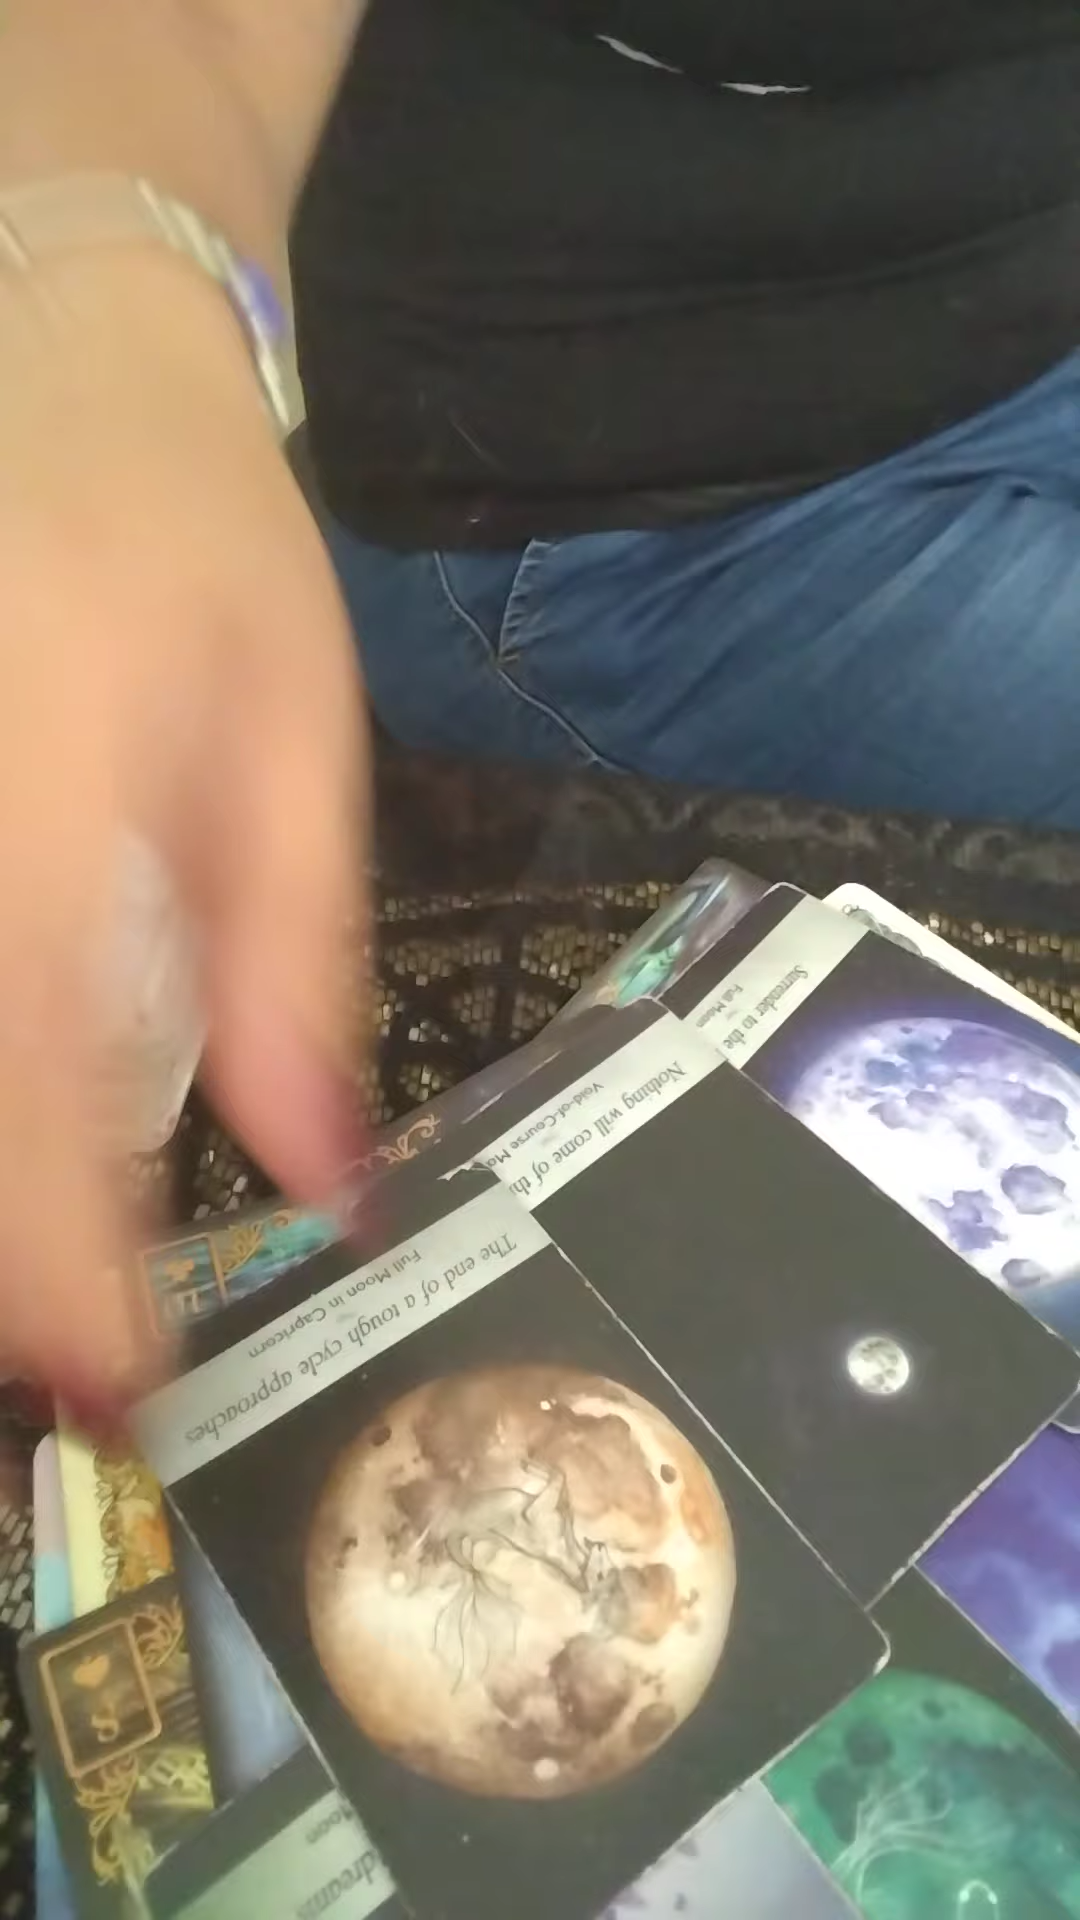 Surrender to the
Full Moon
Nothing will come of th
Void-of-Course Mo
The end of a tough cycle approaches
Full Moon in Capricorn
dreams
Moon